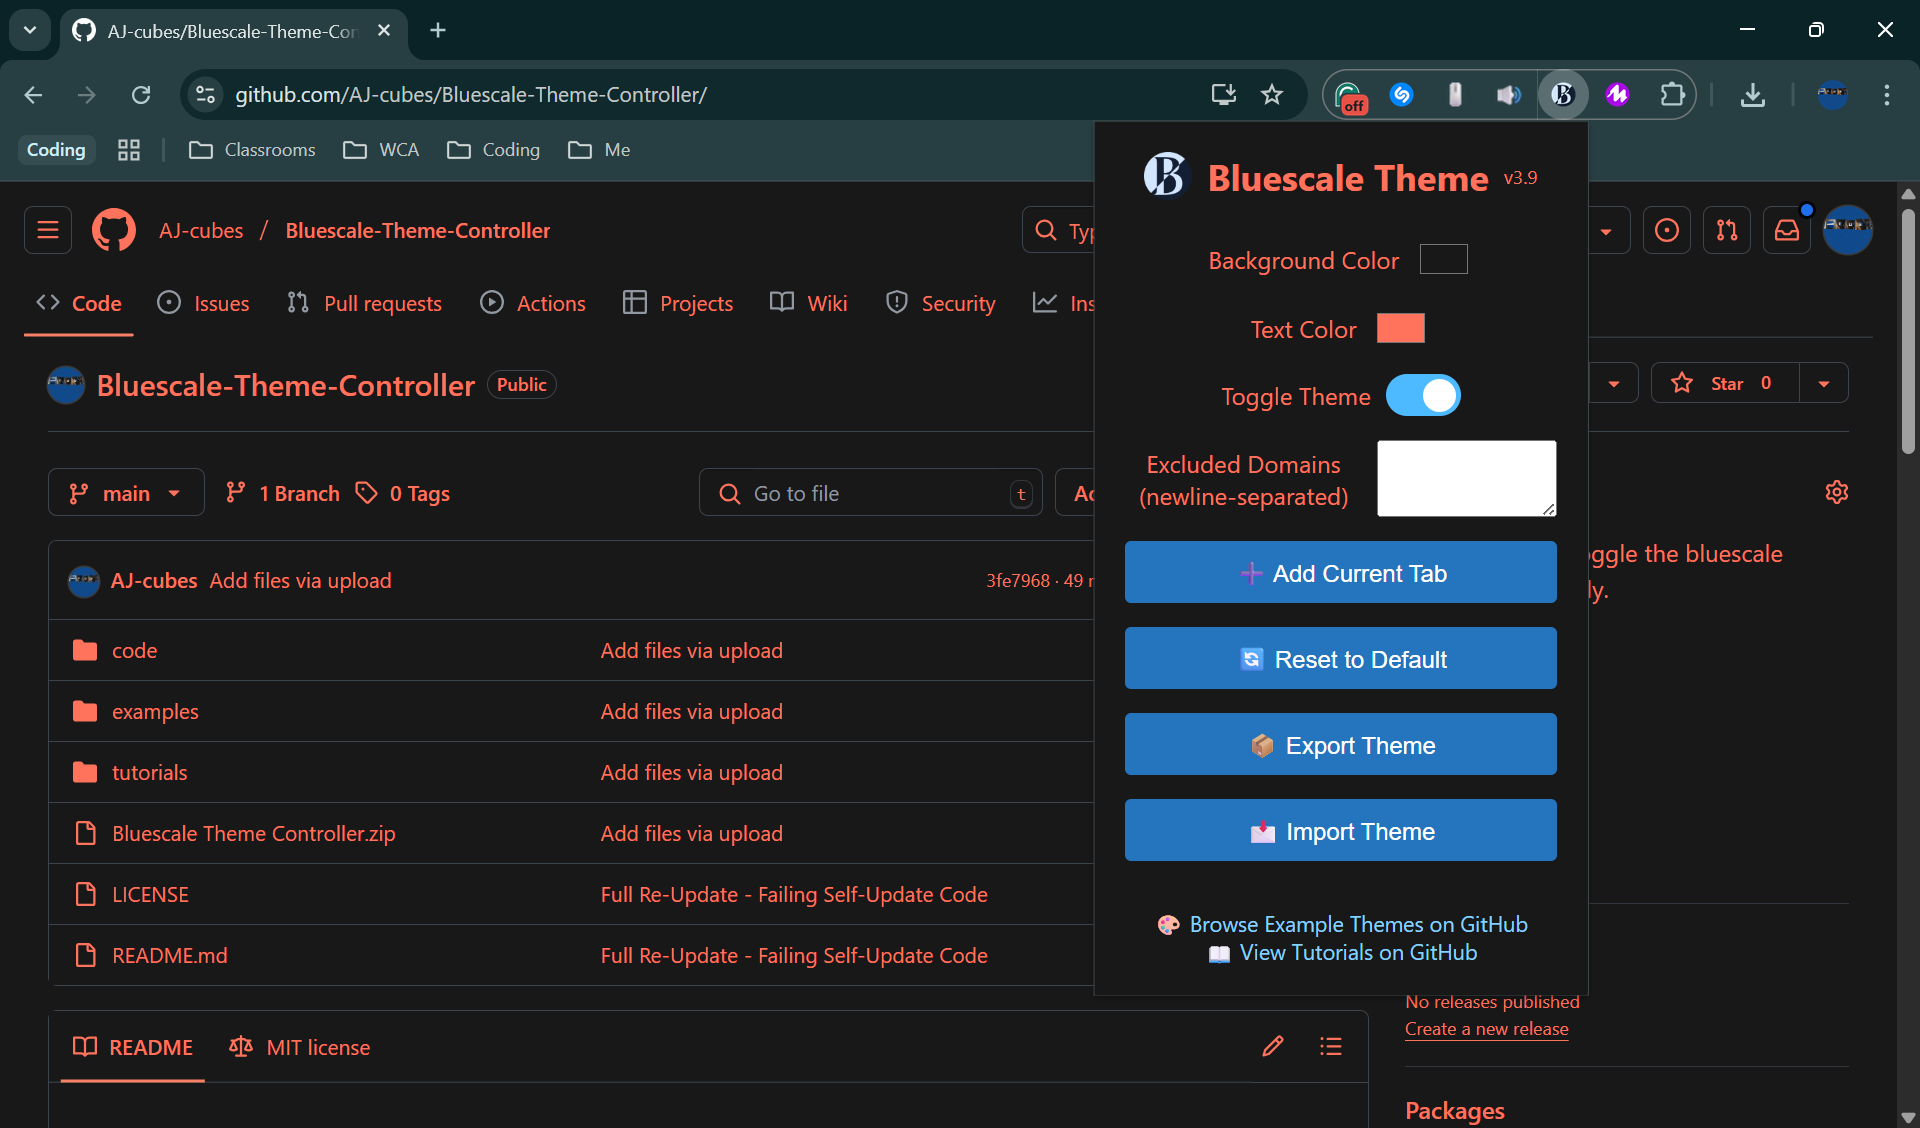 AJ-cubes/Bluescale-Theme-Cor
github.com/AJ-cubes/Bluescale-Theme-Controller/
off
Coding
Classrooms
WCA
Coding
Me
AJ-cubes / Bluescale-Theme-Controller
Typ
Code
Issues
Pull requests
Actions
Projects
Wiki
Security
Ins
Bluescale-Theme-Controller Public
Star 0
main
1 Branch
0 Tags
Go to file t
Ad
AJ-cubes Add files via upload 3fe7968 · 49 m
code Add files via upload
examples Add files via upload
tutorials Add files via upload
Bluescale Theme Controller.zip Add files via upload
LICENSE Full Re-Update - Failing Self-Update Code
README.md Full Re-Update - Failing Self-Update Code
README
MIT license
Bluescale Theme v3.9
Background Color
Text Color
Toggle Theme
Excluded Domains
(newline-separated)
Add Current Tab
Reset to Default
Export Theme
Import Theme
Browse Example Themes on GitHub
View Tutorials on GitHub
ggle the bluescale
ly.
No releases published
Create a new release
Packages